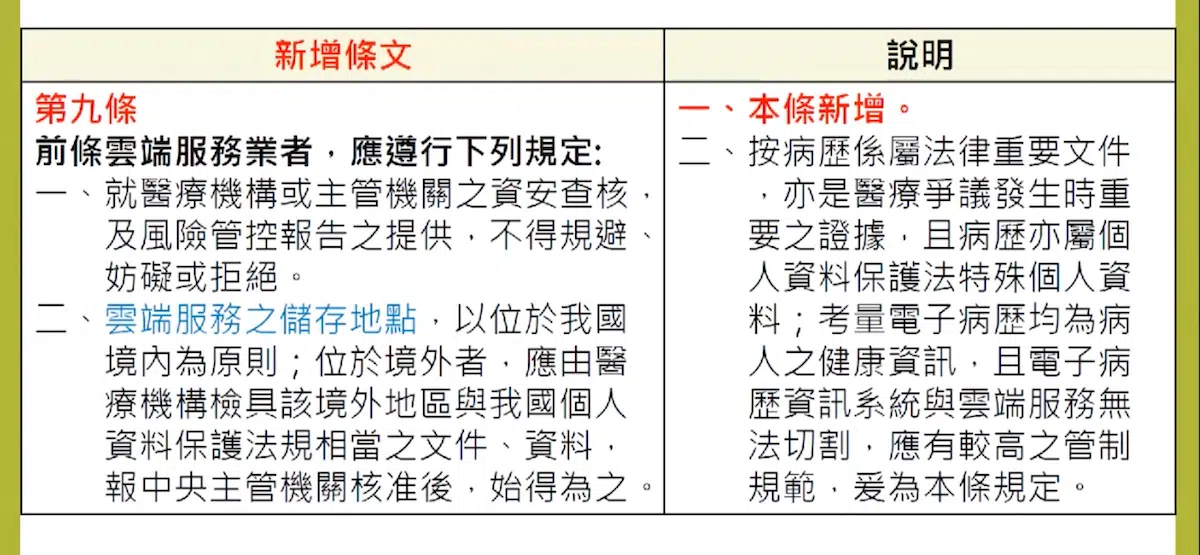 新增條文
說明
第九條
前條雲端服務業者，應遵行下列規定:
一、就醫療機構或主管機關之資安查核，
及風險管控報告之提供，不得規避、
妨礙或拒絕。
二、雲端服務之儲存地點，以位於我國
境內為原則；位於境外者，應由醫
療機構檢具該境外地區與我國個人
資料保護法規相當之文件、資料，
報中央主管機關核准後，始得為之。
一、本條新增。
二、按病歷係屬法律重要文件
，亦是醫療爭議發生時重
要之證據，且病歷亦屬個
人資料保護法特殊個人資
料；考量電子病歷均為病
人之健康資訊，且電子病
歷資訊系統與雲端服務無
法切割，應有較高之管制
規範，爰為本條規定。